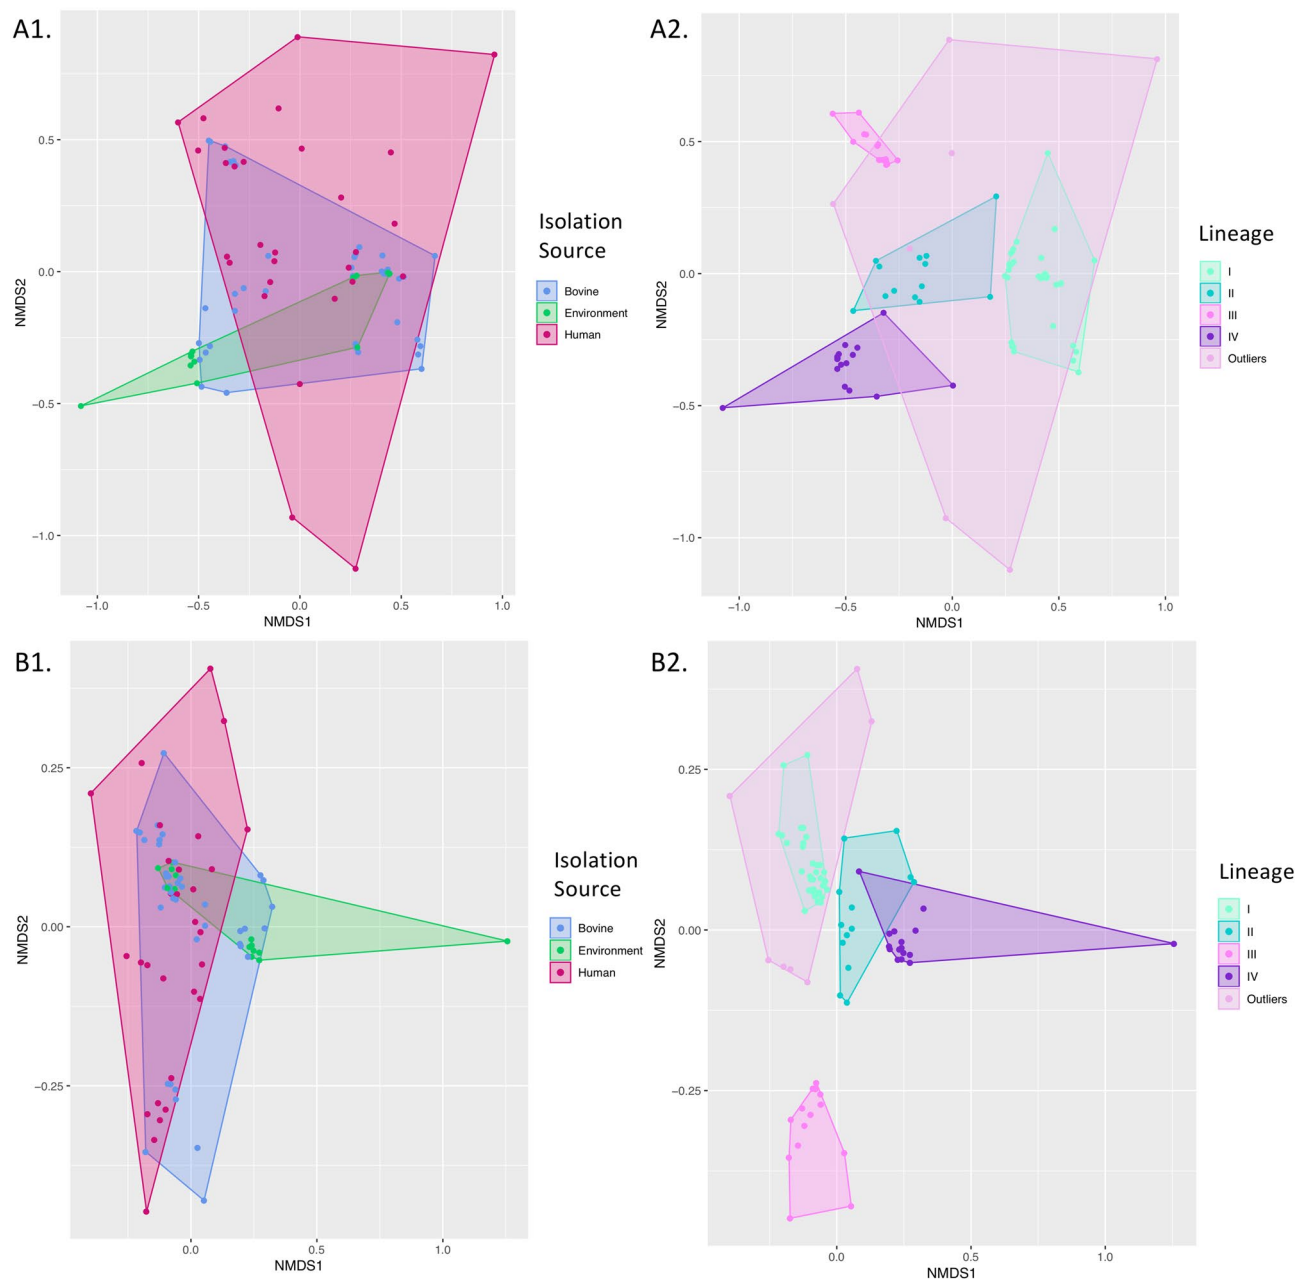 A1.
NMDS2
0.5
0.0
−0.5
−1.0
−1.0 −0.5 0.0 0.5 1.0
NMDS1
Isolation
Source
Bovine
Environment
Human
A2.
NMDS2
0.5
0.0
−0.5
−1.0
−1.0 −0.5 0.0 0.5 1.0
NMDS1
Lineage
I
II
III
IV
Outliers
B1.
NMDS2
0.25
0.00
−0.25
0.0 0.5 1.0
NMDS1
Isolation
Source
Bovine
Environment
Human
B2.
NMDS2
0.25
0.00
−0.25
0.0 0.5 1.0
NMDS1
Lineage
I
II
III
IV
Outliers